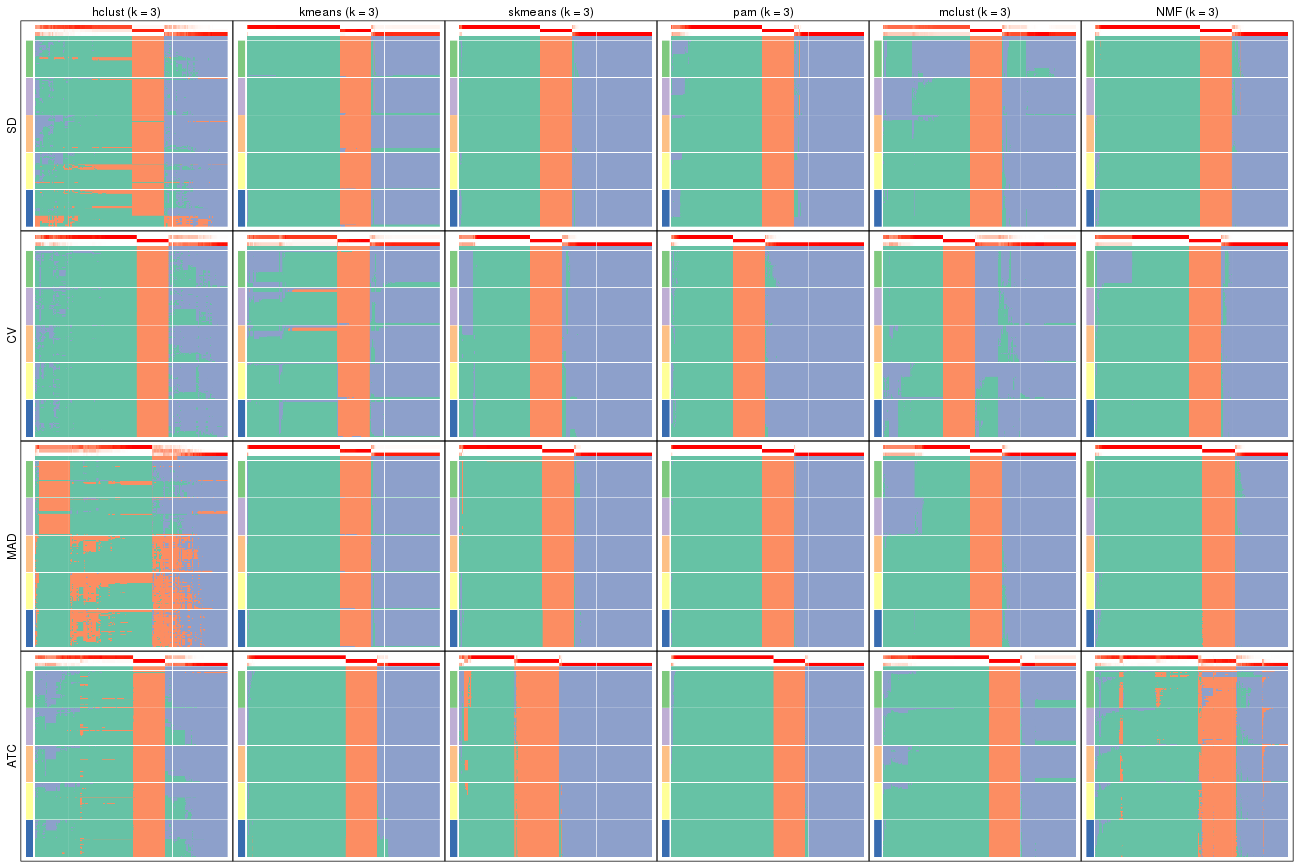 hclust (k = 3) kmeans (k = 3) skmeans (k = 3) pam (k = 3) mclust (k = 3) NMF (k = 3)
SD
CV
MAD
ATC